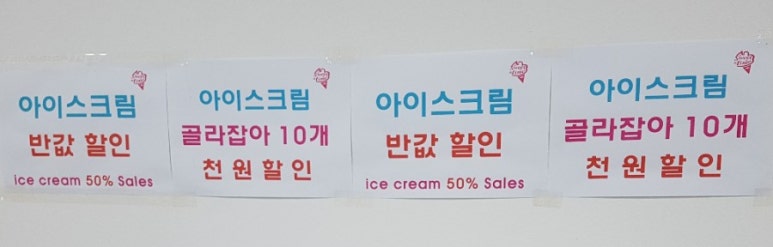 아이스크림
반값 할인
ice cream 50% Sales
아이스크림
골라잡아 10개
천원할인
아이스크림
반값 할인
ice cream 50% Sales
아이스크림
골라잡아 10개
천원할인